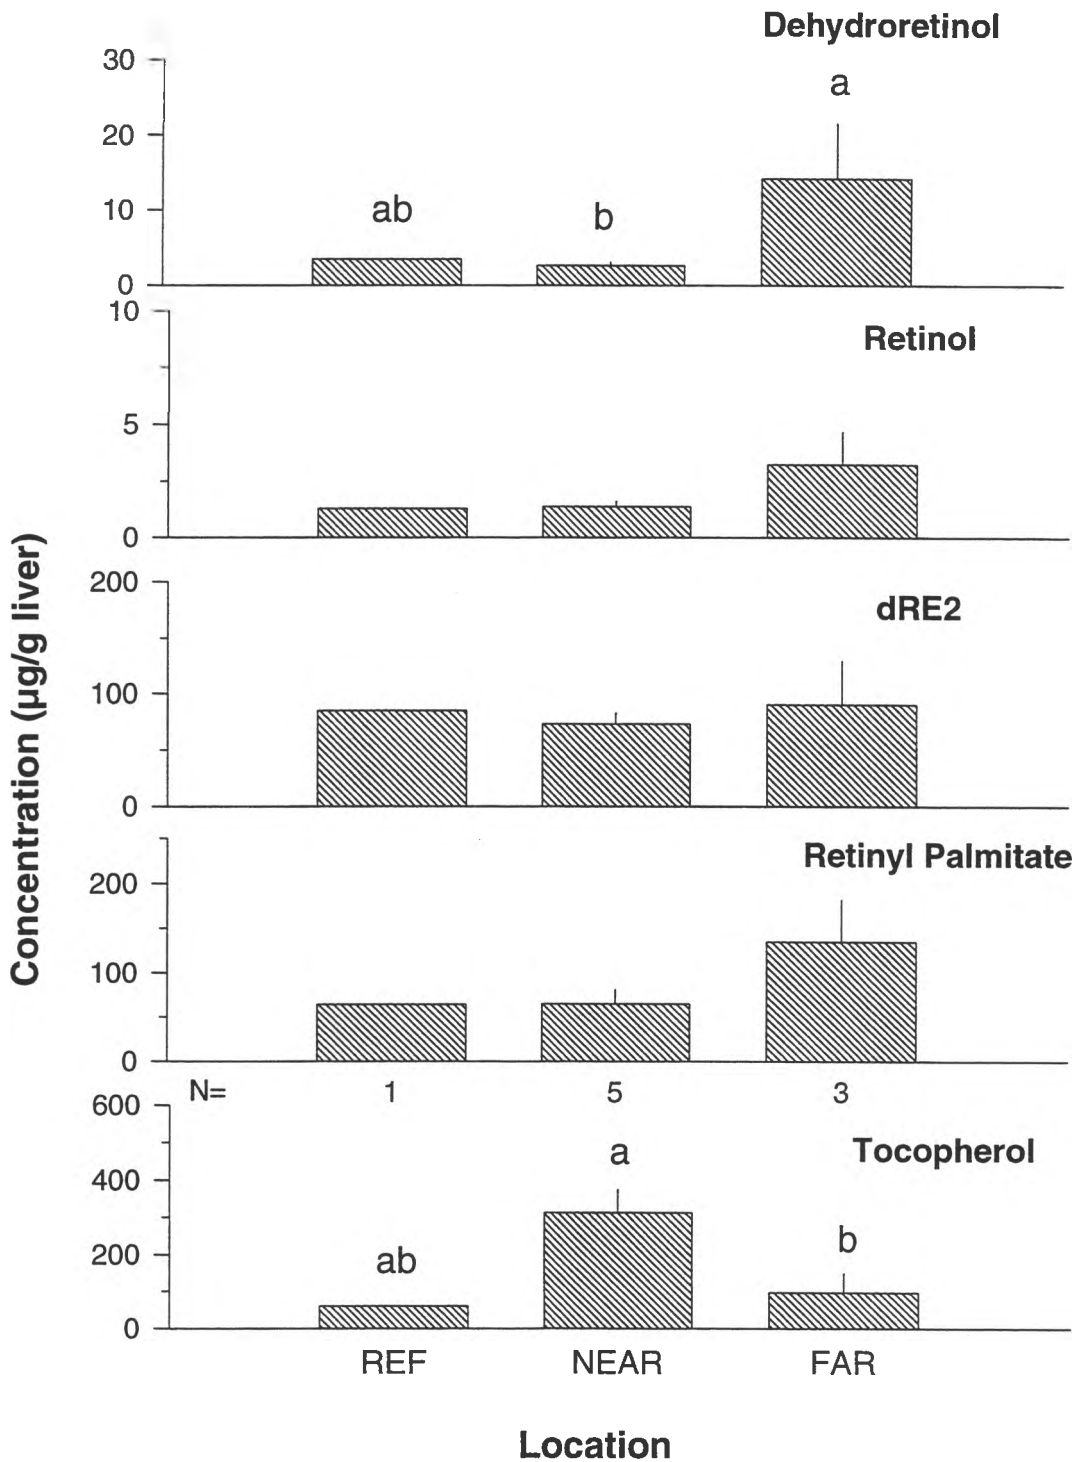 Dehydroretinol
30
20
10
0
ab
b
a
Retinol
10
5
0
dRE2
200
100
0
Retinyl Palmitate
200
100
0
N= 1 5 3
Tocopherol
600
400
200
0
ab
a
b
REF NEAR FAR
Location
Concentration (µg/g liver)